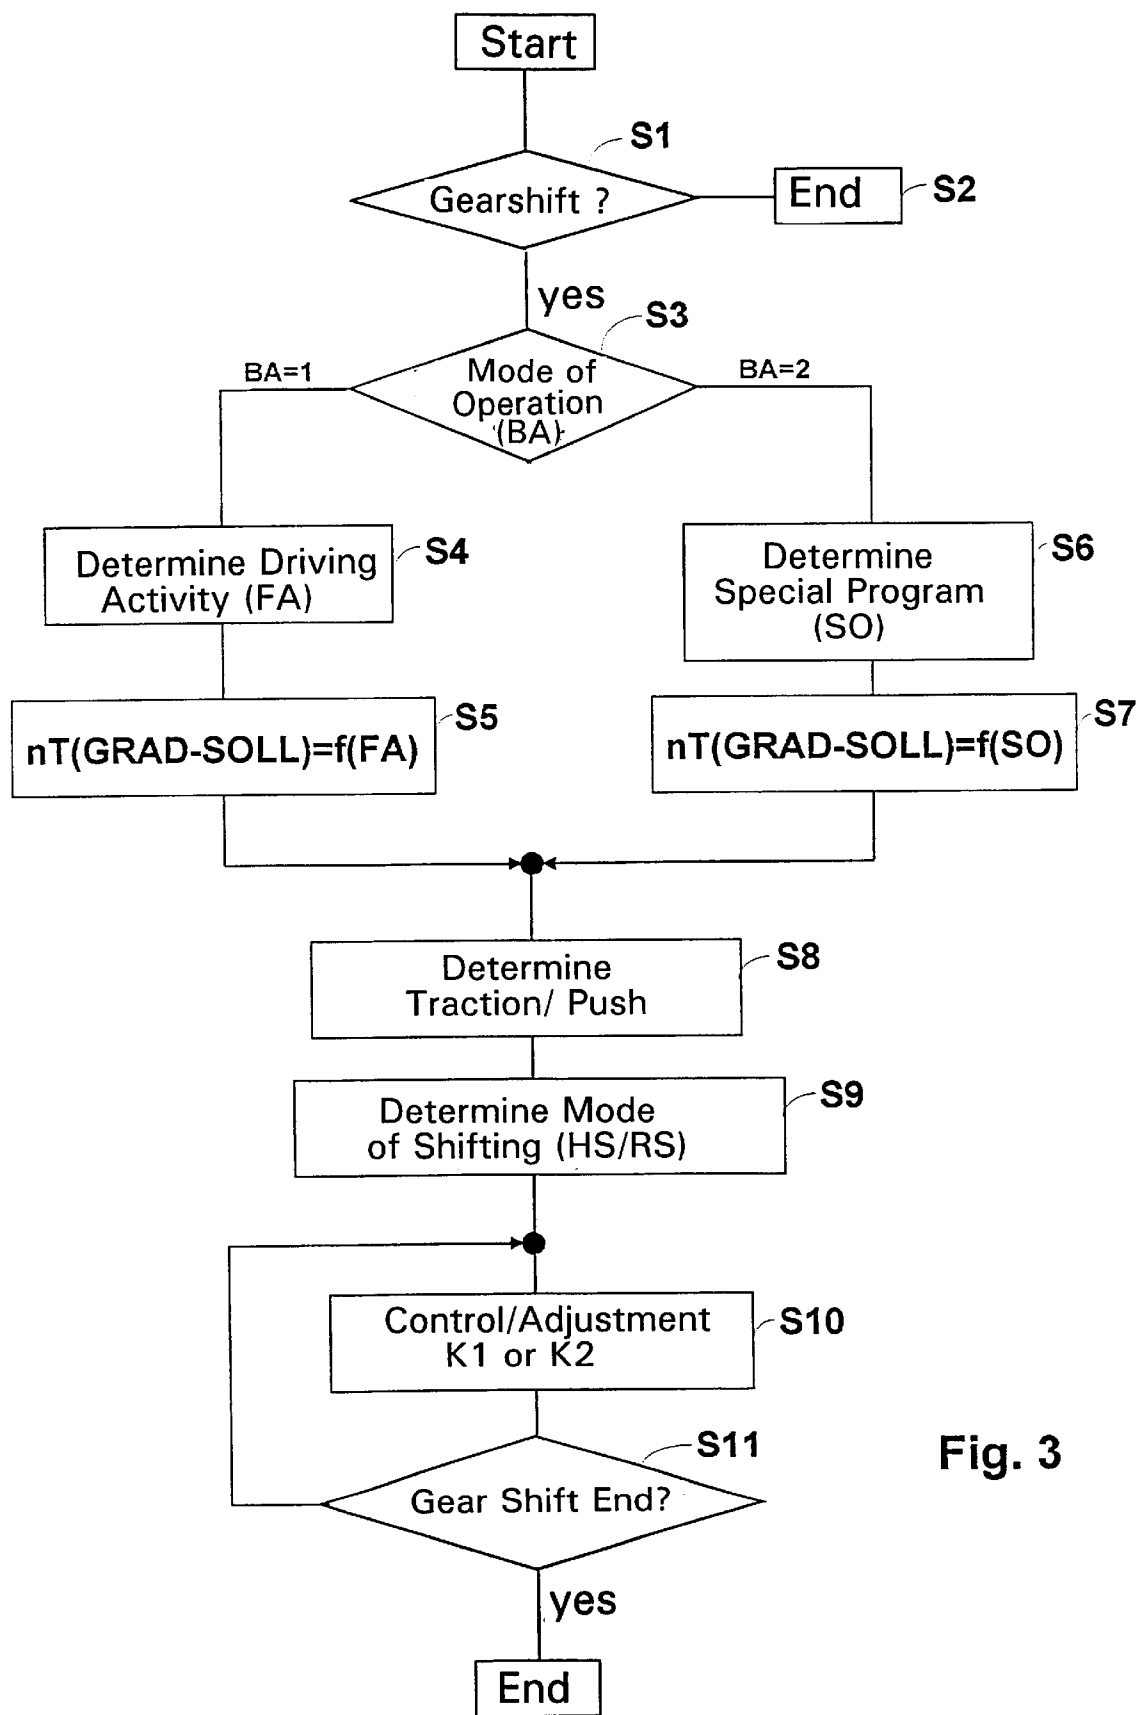 Start
S1
Gearshift ?
End
S2
yes
S3
BA=1
Mode of
Operation
(BA)
BA=2
Determine Driving
Activity (FA)
S4
Determine
Special Program
(SO)
S6
nT(GRAD-SOLL)=f(FA)
S5
nT(GRAD-SOLL)=f(SO)
S7
Determine
Traction/ Push
S8
Determine Mode
of Shifting (HS/RS)
S9
Control/Adjustment
K1 or K2
S10
S11
Gear Shift End?
Fig. 3
yes
End